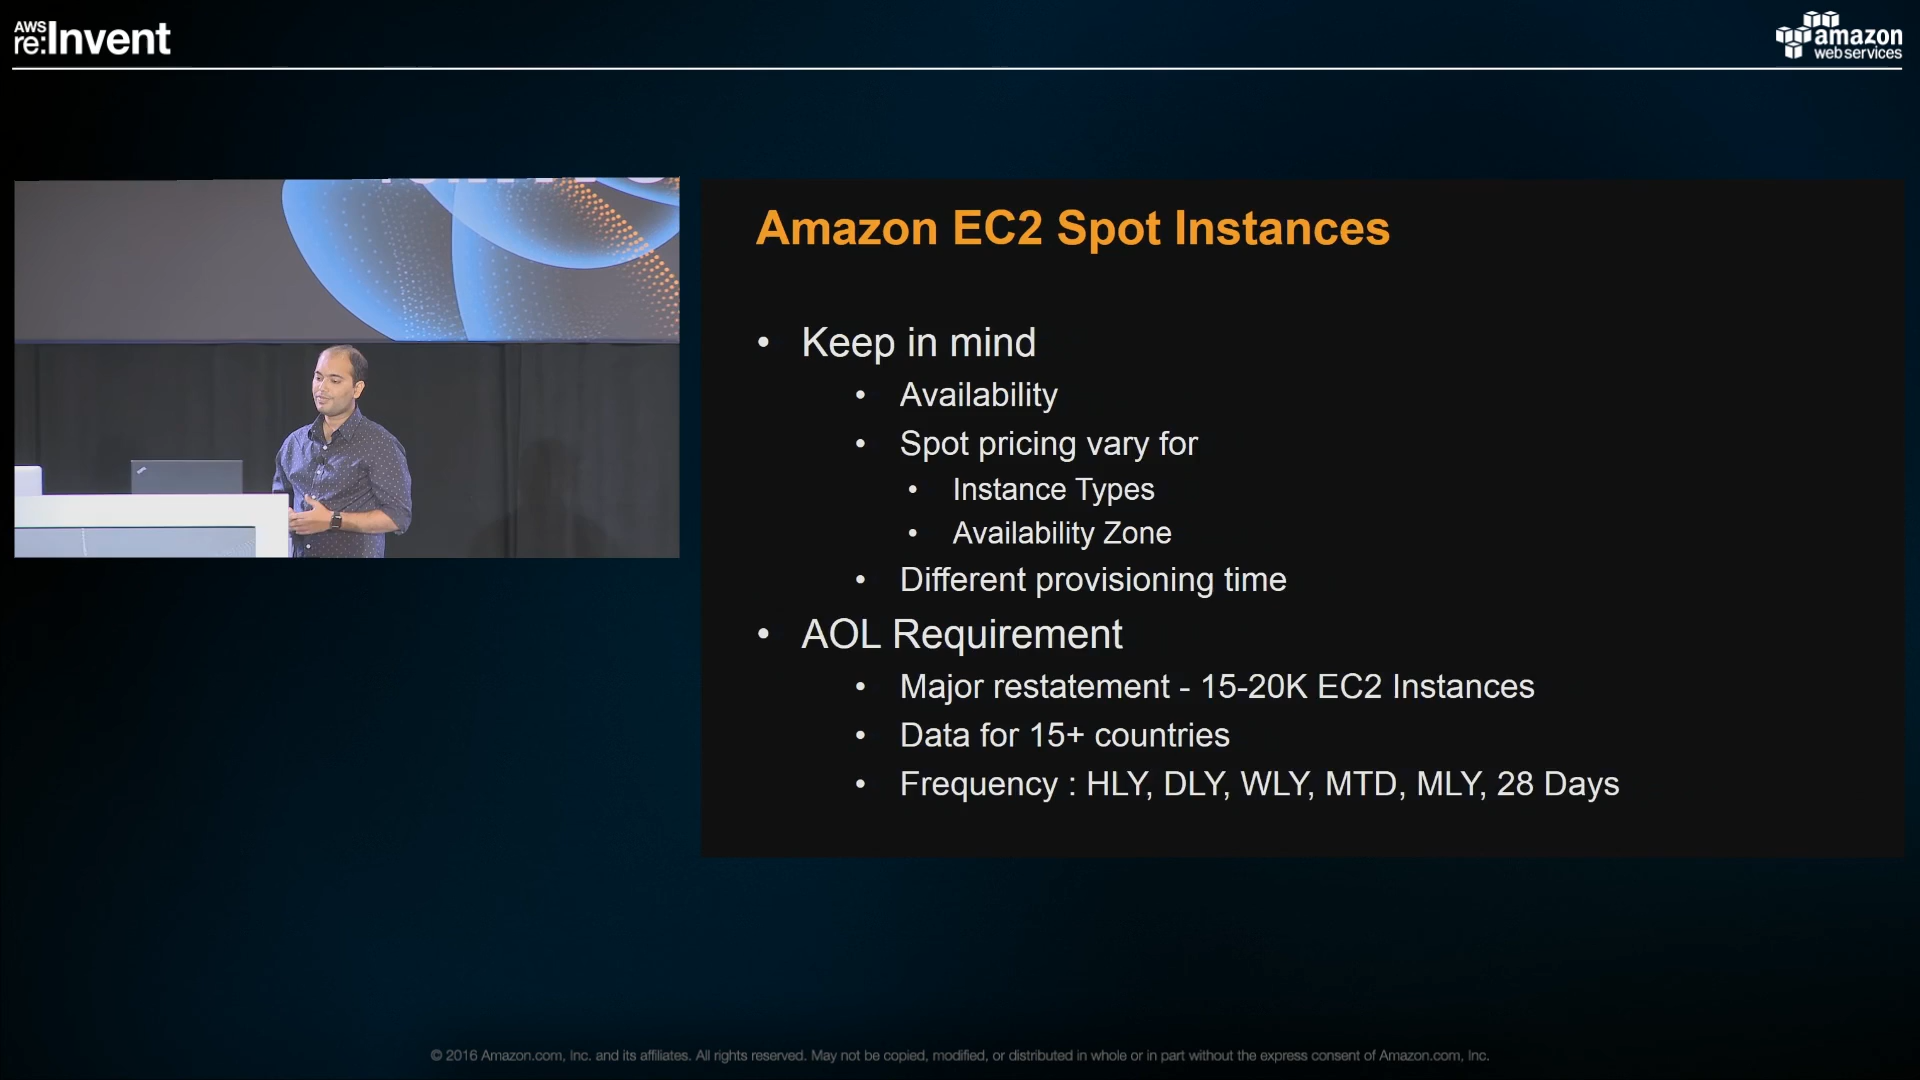 AWS
re:Invent
amazon
web services
Amazon EC2 Spot Instances
• Keep in mind
• Availability
• Spot pricing vary for
• Instance Types
• Availability Zone
• Different provisioning time
• AOL Requirement
• Major restatement - 15-20K EC2 Instances
• Data for 15+ countries
• Frequency : HLY, DLY, WLY, MTD, MLY, 28 Days
© 2016 Amazon.com, Inc. and its affiliates. All rights reserved. May not be copied, modified, or distributed in whole or in part without the express consent of Amazon.com, Inc.